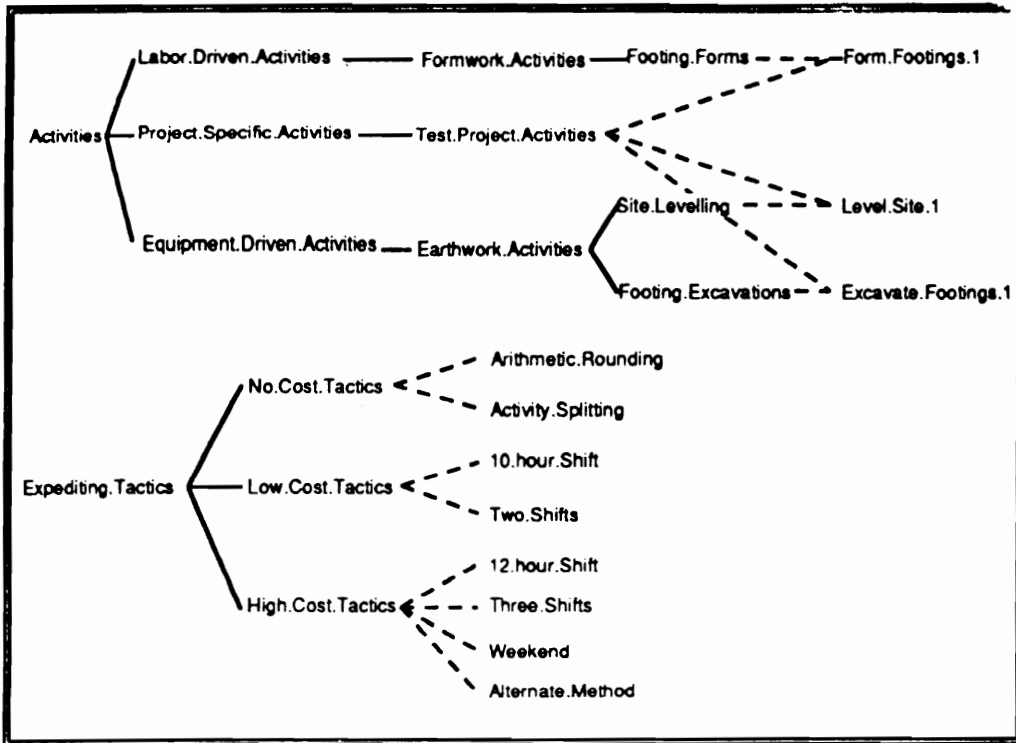 Labor.Driven.Activities Formwork.Activities Footing.Forms Form.Footings.1
Activities Project.Specific.Activities Test.Project.Activities
Site.Levelling Level.Site.1
Equipment.Driven.Activities Earthwork.Activities
Footing.Excavations Excavate.Footings.1
Arithmetic.Rounding
No.Cost.Tactics
Activity.Splitting
10.hour.Shift
Expediting.Tactics Low.Cost.Tactics
Two.Shifts
12.hour.Shift
High.Cost.Tactics Three.Shifts
Weekend
Alternate.Method